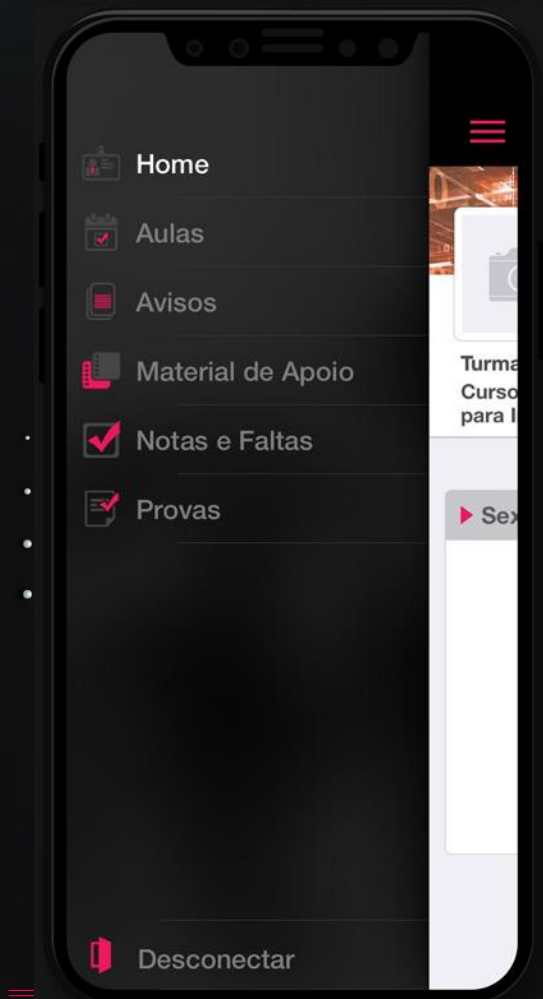 Home
Aulas
Avisos
Material de Apoio
Notas e Faltas
Provas
Desconectar
Turma
Curso
para I
Sex